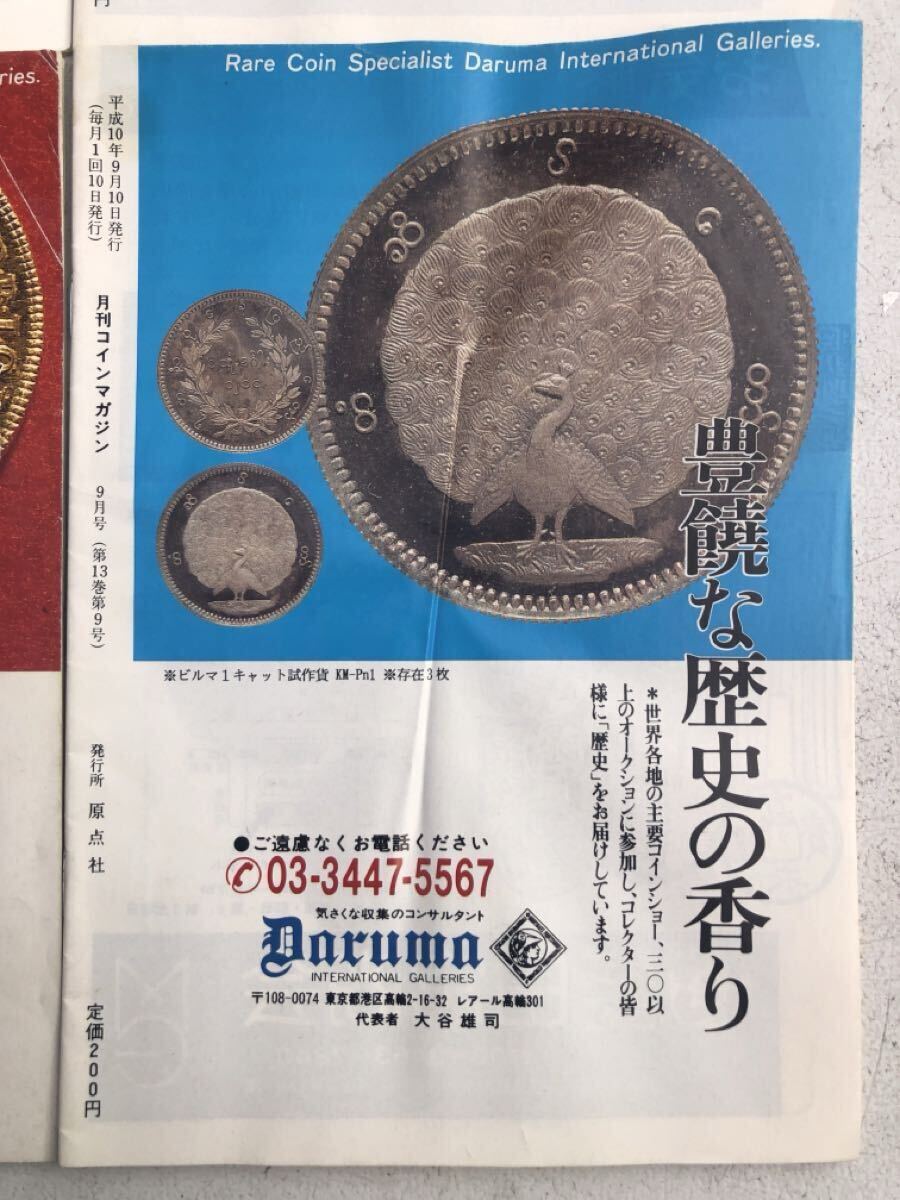 円
ries.
Rare Coin Specialist Daruma International Galleries.
平成10年9月10日発行
(毎月1回10日発行)
月刊コインマガジン
9月号(第13巻第9号)
発行所 原点社
定価200円
豊饒な歴史の香り
※ビルマ1キャット試作貨 KM-Pn1 ※存在3枚
*世界各地の主要コインショー、三〇以
上のオークションに参加し、コレクターの皆
様に「歴史」をお届けしています。
●ご遠慮なくお電話ください
03-3447-5567
気さくな収集のコンサルタント
Daruma
INTERNATIONAL GALLERIES
〒108-0074 東京都港区高輪2-16-32 レアール高輪301
代表者 大谷雄司